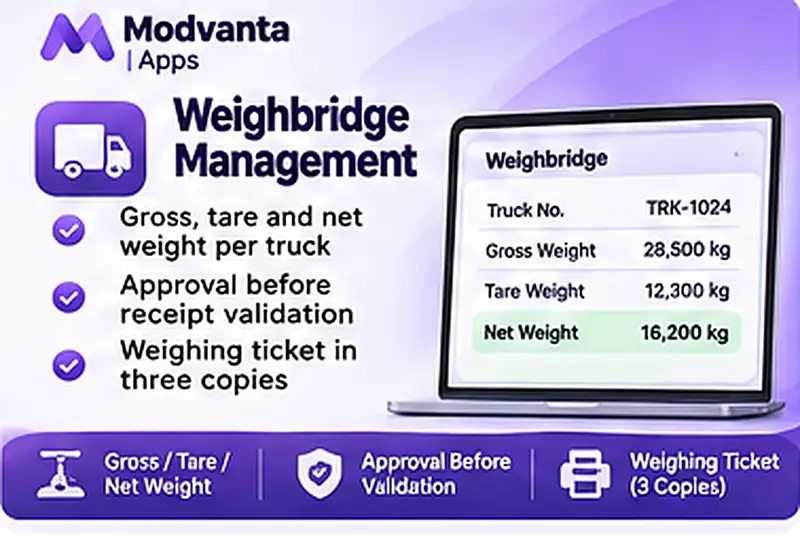 Modvanta
| Apps
Weighbridge
Management
Gross, tare and net
weight per truck
Approval before
receipt validation
Weighing ticket in
three copies
Weighbridge
Truck No. TRK-1024
Gross Weight 28,500 kg
Tare Weight 12,300 kg
Net Weight 16,200 kg
Gross / Tare /
Net Weight
Approval Before
Validation
Weighing Ticket
(3 Copies)